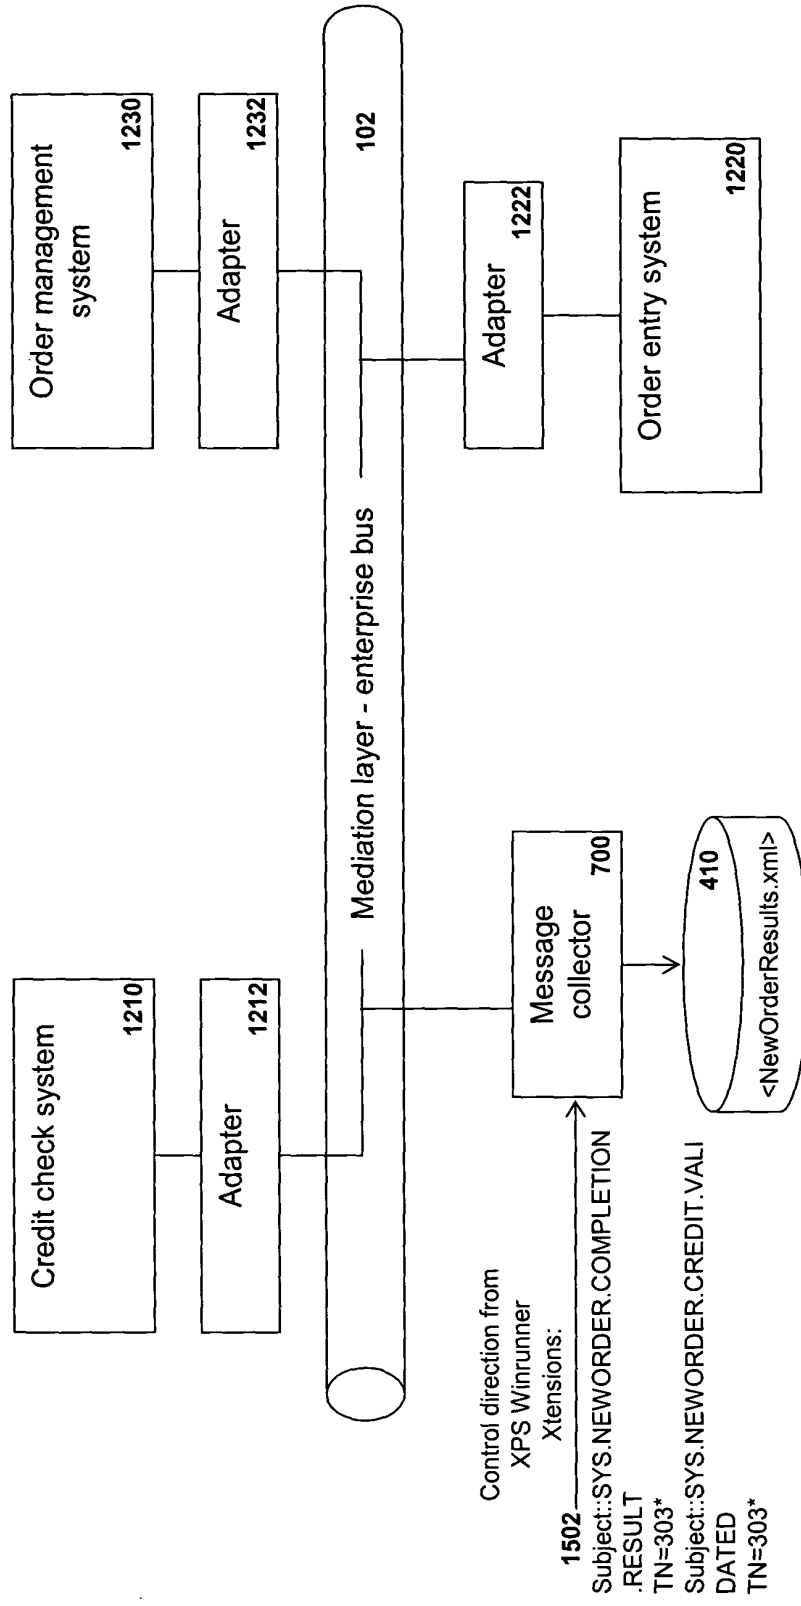 Credit check system
1210
Adapter
1212
Order management
system
1230
Adapter
1232
Mediation layer - enterprise bus
102
Control direction from
XPS Winrunner
Xtensions:
1502
Subject::SYS.NEWORDER.COMPLETION
.RESULT
TN=303*
Subject::SYS.NEWORDER.CREDIT.VALI
DATED
TN=303*
Message
collector
700
410
<NewOrderResults.xml>
Adapter
1222
Order entry system
1220